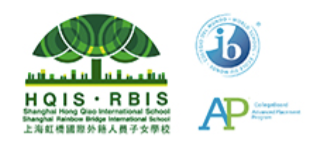 HQIS · RBIS
Shanghai Hong Qiao International School
Shanghai Rainbow Bridge International School
上海虹橋國際外籍人員子女學校
ib
AP
CollegeBoard
Advanced Placement
Program